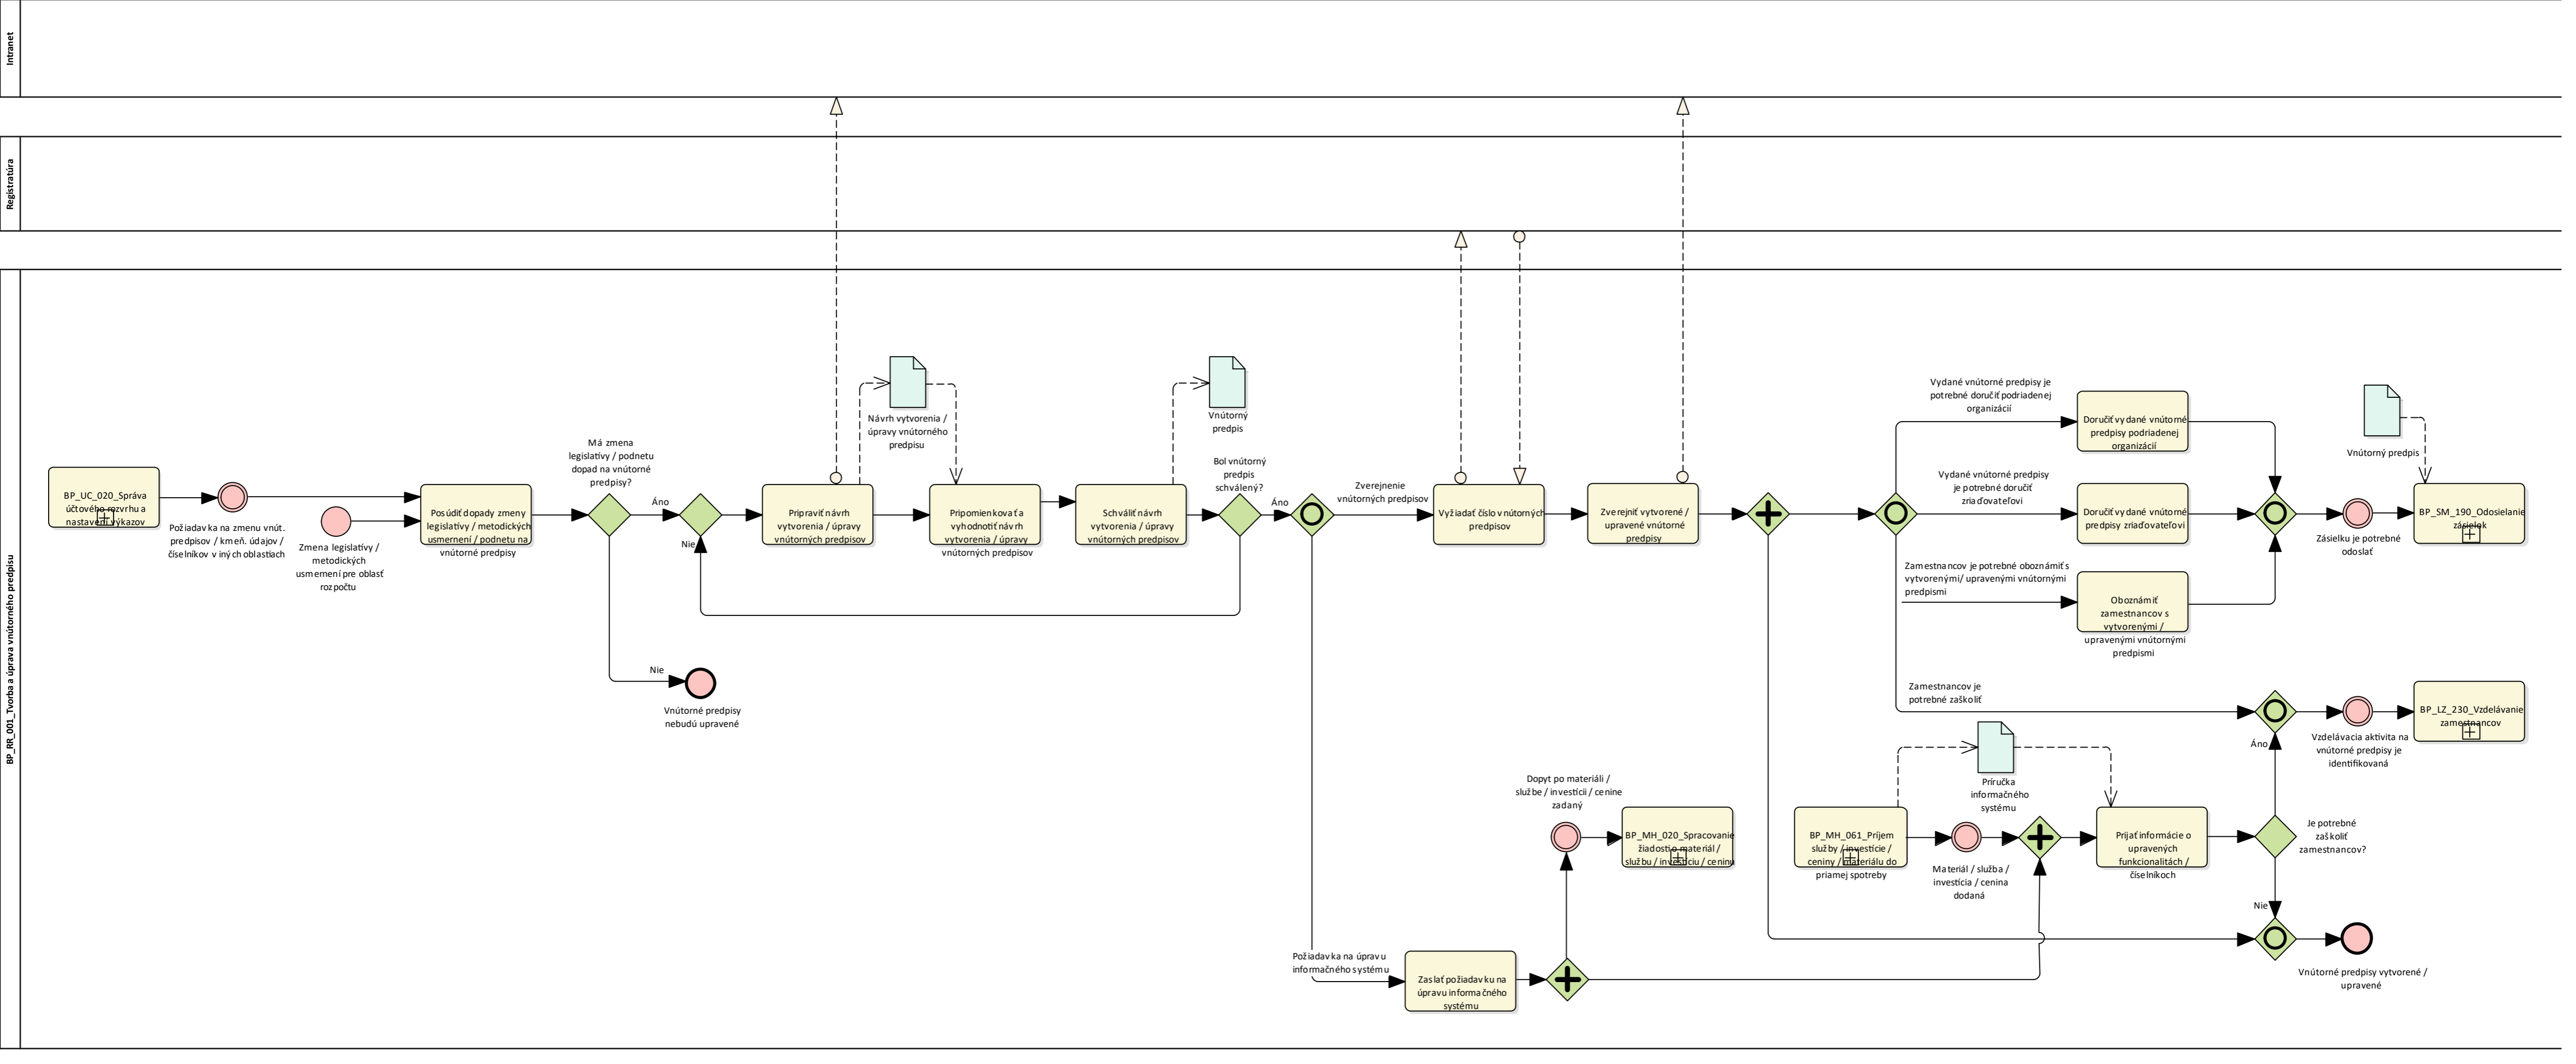 Intranet
Registratúra
BP_RR_001_Tvorba a úprava vnútorného predpisu
BP_UC_020_Správa
účtového rozvrhu a
nastavení výkazov
Požiadavka na zmenu vnút.
predpisov / kmeň. údajov /
číselníkov v iných oblastiach
Zmena legislatívy /
metodických
usmernení pre oblasť
rozpočtu
Posúdiť dopady zmeny
legislatívy / metodických
usmernení / podnetu na
vnútorné predpisy
Má zmena
legislatívy / podnetu
dopad na vnútorné
predpisy?
Áno
Nie
Vnútorné predpisy
nebudú upravené
Nie
Pripraviť návrh
vytvorenia / úpravy
vnútorných predpisov
Návrh vytvorenia /
úpravy vnútorného
predpisu
Pripomienkovať a
vyhodnotiť návrh
vytvorenia / úpravy
vnútorných predpisov
Schváliť návrh
vytvorenia / úpravy
vnútorných predpisov
Vnútorný
predpis
Bol vnútorný
predpis
schválený?
Áno
Zverejnenie
vnútorných predpisov
Vyžiadať číslo vnútorných
predpisov
Zverejniť vytvorené /
upravené vnútorné
predpisy
Vydané vnútorné predpisy je
potrebné doručiť podriadenej
organizácií
Doručiť vydané vnútorné
predpisy podriadenej
organizácií
Vydané vnútorné predpisy
je potrebné doručiť
zriaďovateľovi
Doručiť vydané vnútorné
predpisy zriaďovateľovi
Zamestnancov je potrebné oboznámiť s
vytvorenými/ upravenými vnútornými
predpismi
Oboznámiť
zamestnancov s
vytvorenými /
upravenými vnútornými
predpismi
Vnútorný predpis
Zásielku je potrebné
odoslať
BP_SM_190_Odosielanie
zásielok
Zamestnancov je
potrebné zaškoliť
Áno
Vzdelávacia aktivita na
vnútorné predpisy je
identifikovaná
BP_LZ_230_Vzdelávanie
zamestnancov
Požiadavka na úpravu
informačného systému
Zaslať požiadavku na
úpravu informačného
systému
Dopyt po materiáli /
službe / investícii / cenine
zadaný
BP_MH_020_Spracovanie
žiadosti o materiál /
službu / investíciu / ceninu
BP_MH_061_Príjem
služby / investície /
ceniny / materiálu do
priamej spotreby
Materiál / služba /
investícia / cenina
dodaná
Príručka
informačného
systému
Prijať informácie o
upravených
funkcionalitách /
číselníkoch
Je potrebné
zaškoliť
zamestnancov?
Nie
Vnútorné predpisy vytvorené /
upravené